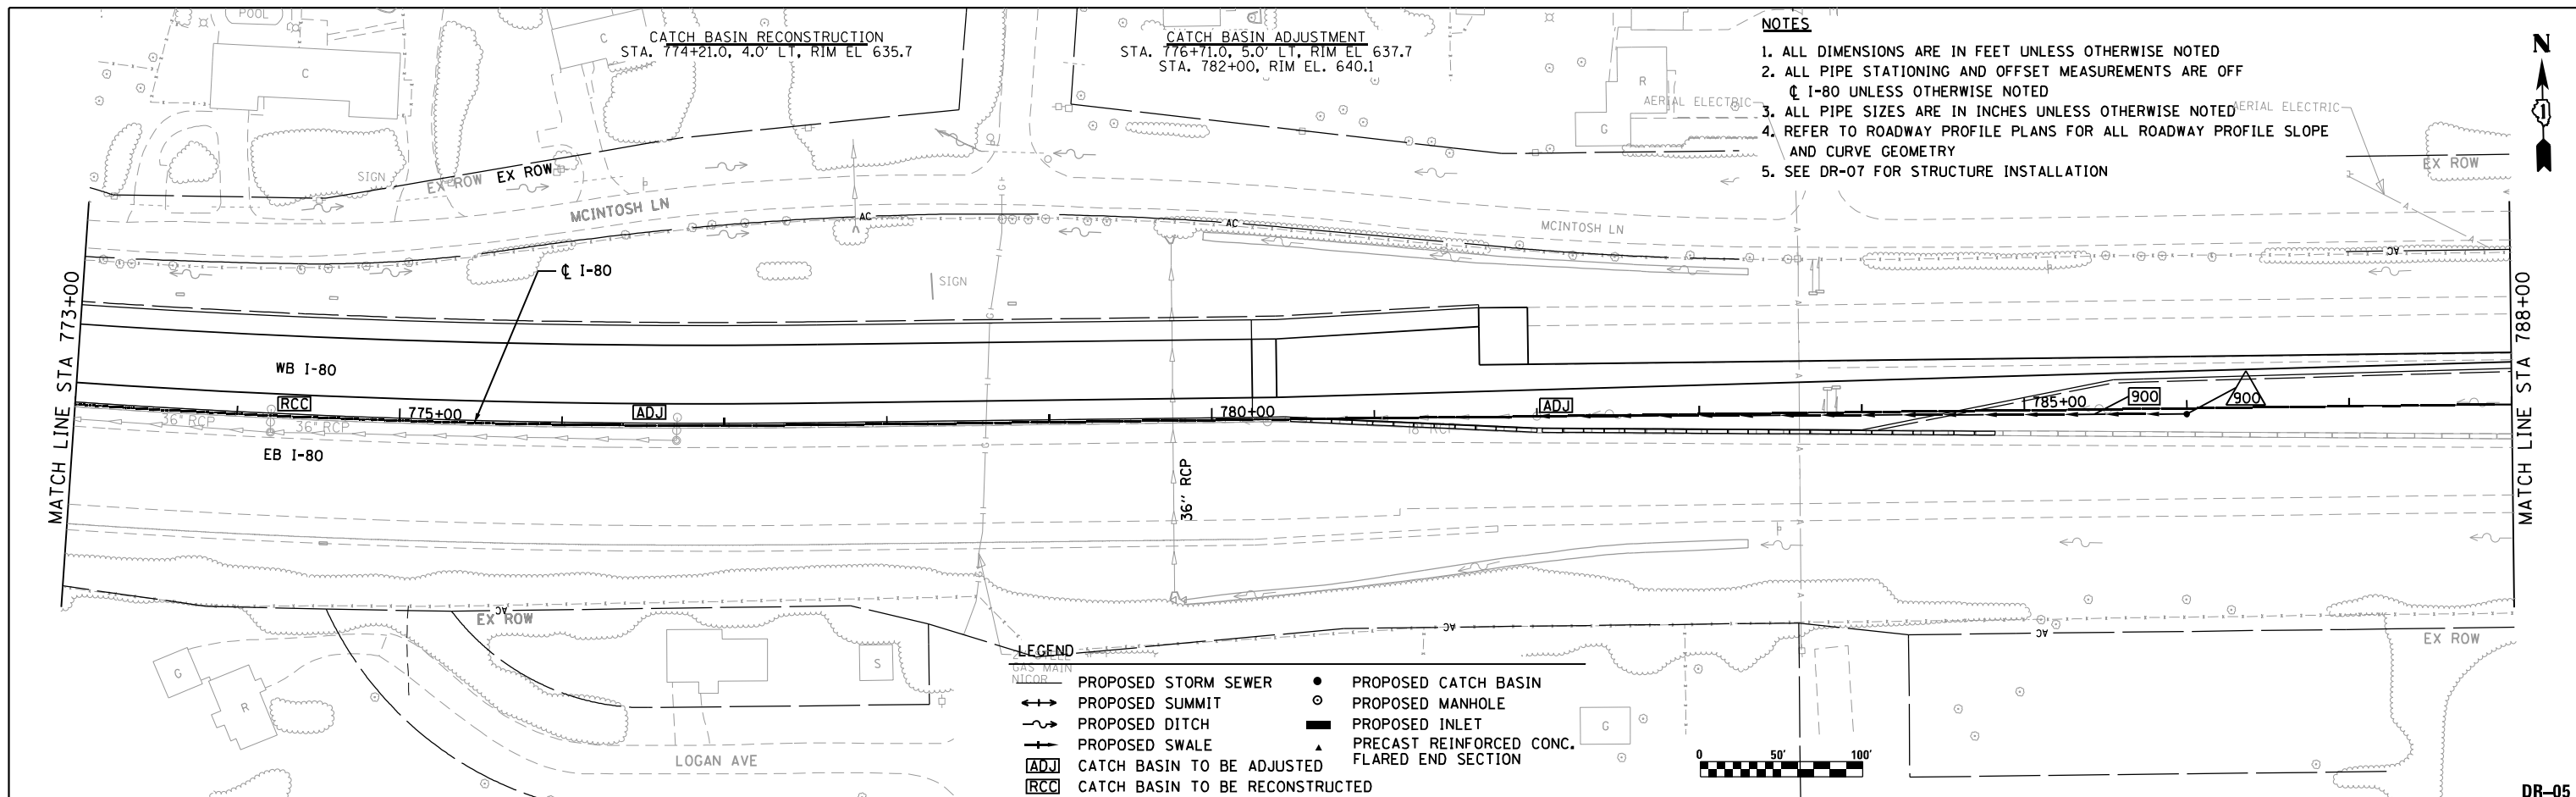 POOL
C
C
CATCH BASIN RECONSTRUCTION
STA. 774+21.0, 4.0' LT, RIM EL 635.7
CATCH BASIN ADJUSTMENT
STA. 776+71.0, 5.0' LT, RIM EL 637.7
STA. 782+00, RIM EL. 640.1
NOTES
1. ALL DIMENSIONS ARE IN FEET UNLESS OTHERWISE NOTED
2. ALL PIPE STATIONING AND OFFSET MEASUREMENTS ARE OFF
℄ I-80 UNLESS OTHERWISE NOTED
3. ALL PIPE SIZES ARE IN INCHES UNLESS OTHERWISE NOTED
4. REFER TO ROADWAY PROFILE PLANS FOR ALL ROADWAY PROFILE SLOPE
AND CURVE GEOMETRY
5. SEE DR-07 FOR STRUCTURE INSTALLATION
N
R
G
AERIAL ELECTRIC
AERIAL ELECTRIC
SIGN
EX ROW
EX ROW
EX ROW
MCINTOSH LN
AC
AC
MCINTOSH LN
AC
℄ I-80
SIGN
MATCH LINE STA 773+00
MATCH LINE STA 788+00
WB I-80
RCC
775+00
ADJ
780+00
ADJ
785+00
900
900
36" RCP
36" RCP
18" RCP
EB I-80
36" RCP
AC
EX ROW
AC
AC
EX ROW
G
R
S
G
LOGAN AVE
GAS MAIN
NICOR
LEGEND
PROPOSED STORM SEWER
PROPOSED SUMMIT
PROPOSED DITCH
PROPOSED SWALE
ADJ CATCH BASIN TO BE ADJUSTED
RCC CATCH BASIN TO BE RECONSTRUCTED
PROPOSED CATCH BASIN
PROPOSED MANHOLE
PROPOSED INLET
PRECAST REINFORCED CONC.
FLARED END SECTION
0 50' 100'
DR-05